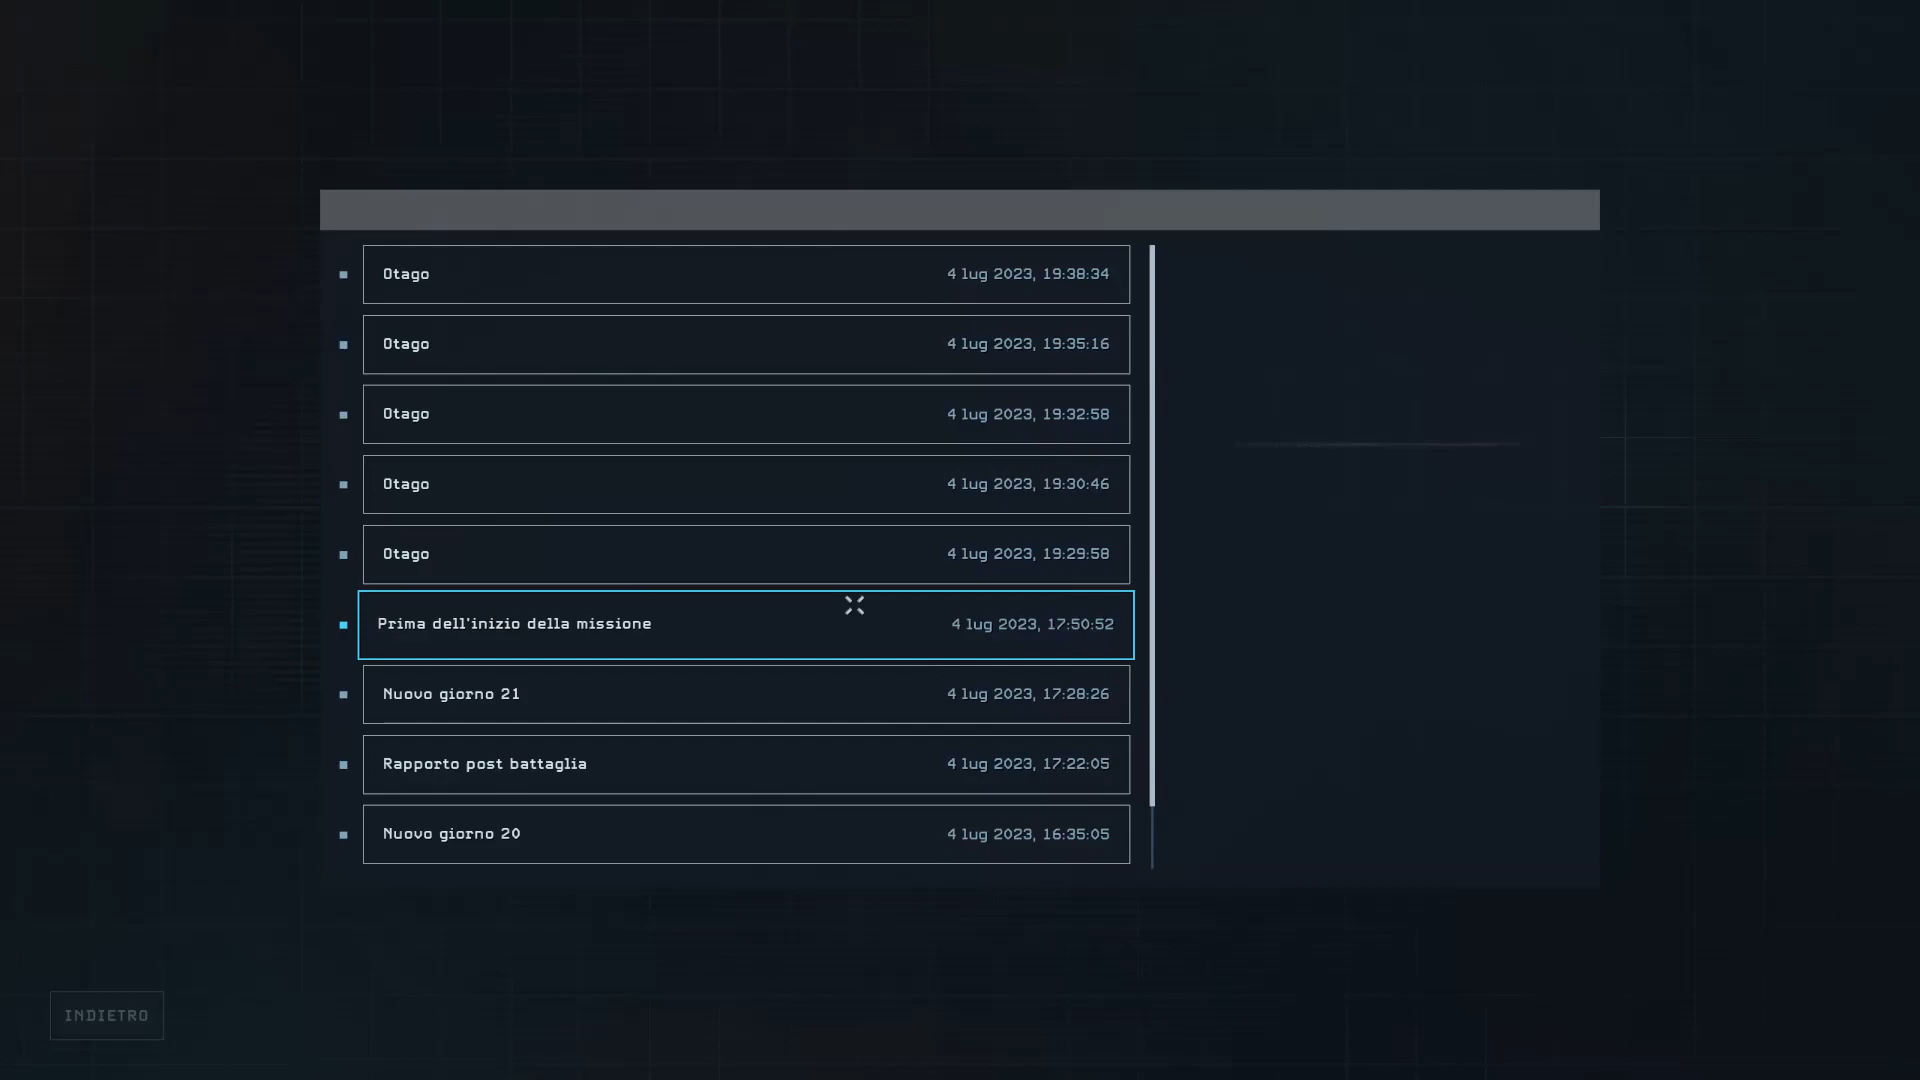 Otago 4 lug 2023, 19:38:34
Otago 4 lug 2023, 19:35:16
Otago 4 lug 2023, 19:32:58
Otago 4 lug 2023, 19:30:46
Otago 4 lug 2023, 19:29:58
Prima dell'inizio della missione 4 lug 2023, 17:50:52
Nuovo giorno 21 4 lug 2023, 17:28:26
Rapporto post battaglia 4 lug 2023, 17:22:05
Nuovo giorno 20 4 lug 2023, 16:35:05
INDIETRO